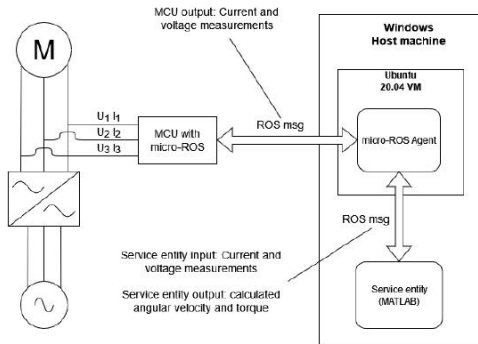 MCU output: Current and
voltage measurements
Windows
Host machine
M
Ubuntu
20.04 VM
U1 I1
U2 I2
U3 I3
MCU with
micro-ROS
ROS msg
micro-ROS Agent
ROS msg
Service entity input: Current and
voltage measurements
Service entity output: calculated
angular velocity and torque
Service entity
(MATLAB)